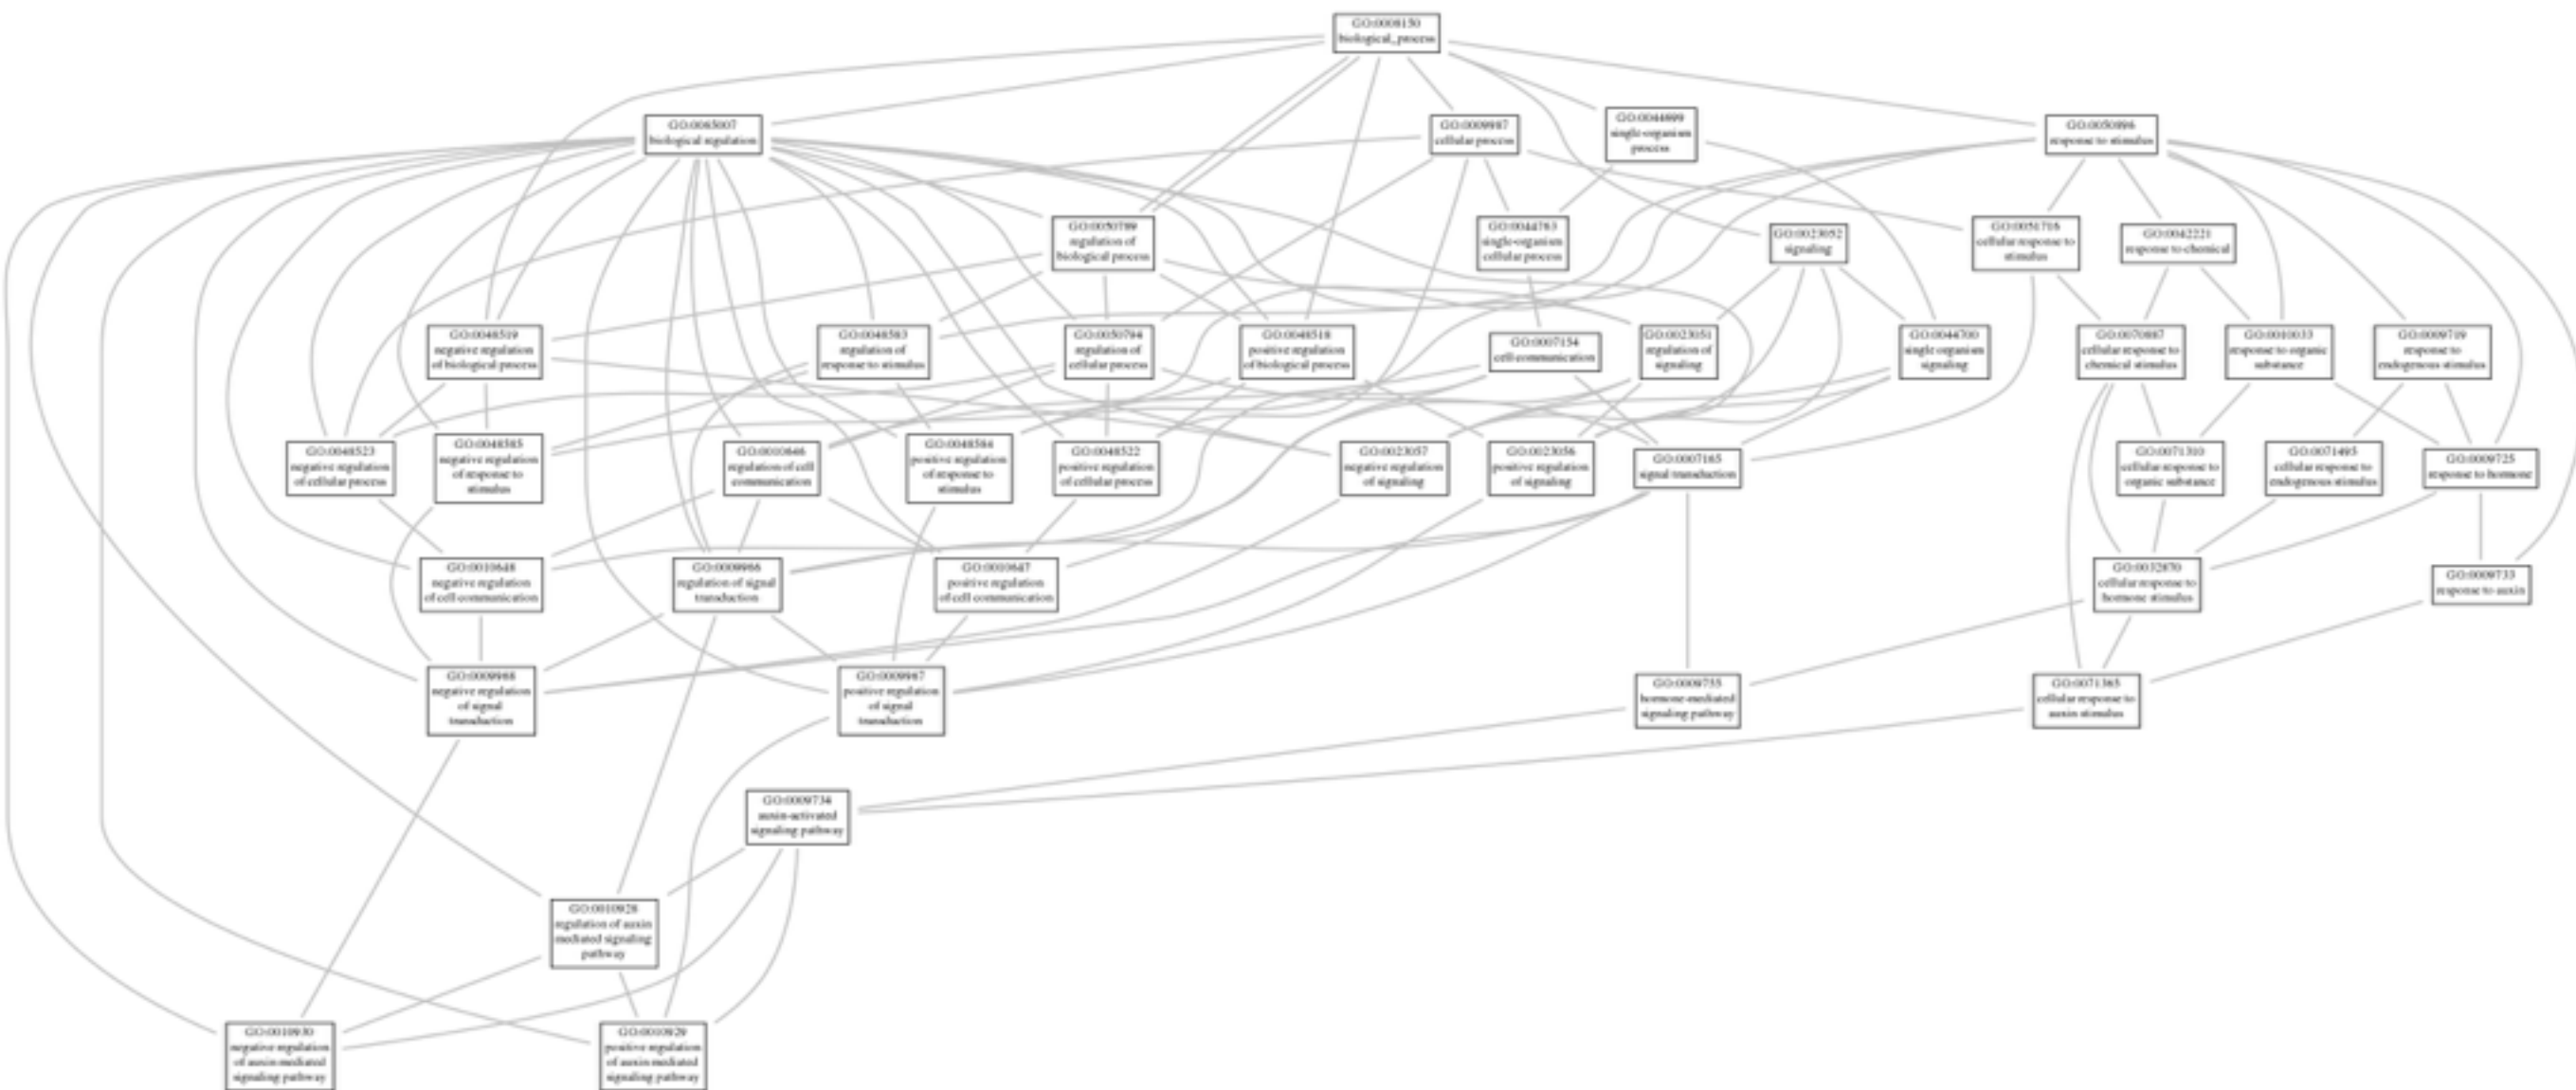 GO:0008150
biological_process
GO:0065007
biological regulation
GO:0009987
cellular process
GO:0044699
single-organism
process
GO:0050896
response to stimulus
GO:0050789
regulation of
biological process
GO:0044763
single-organism
cellular process
GO:0023052
signaling
GO:0051716
cellular response to
stimulus
GO:0042221
response to chemical
GO:0048519
negative regulation
of biological process
GO:0048583
regulation of
response to stimulus
GO:0050794
regulation of
cellular process
GO:0048518
positive regulation
of biological process
GO:0007154
cell communication
GO:0023051
regulation of
signaling
GO:0044700
single organism
signaling
GO:0070887
cellular response to
chemical stimulus
GO:0010033
response to organic
substance
GO:0009719
response to
endogenous stimulus
GO:0048523
negative regulation
of cellular process
GO:0048585
negative regulation
of response to
stimulus
GO:0010646
regulation of cell
communication
GO:0048584
positive regulation
of response to
stimulus
GO:0048522
positive regulation
of cellular process
GO:0023057
negative regulation
of signaling
GO:0023056
positive regulation
of signaling
GO:0007165
signal transduction
GO:0071310
cellular response to
organic substance
GO:0071495
cellular response to
endogenous stimulus
GO:0009725
response to hormone
GO:0010648
negative regulation
of cell communication
GO:0009966
regulation of signal
transduction
GO:0010647
positive regulation
of cell communication
GO:0032870
cellular response to
hormone stimulus
GO:0009733
response to auxin
GO:0009968
negative regulation
of signal
transduction
GO:0009967
positive regulation
of signal
transduction
GO:0009755
hormone-mediated
signaling pathway
GO:0071365
cellular response to
auxin stimulus
GO:0009734
auxin-activated
signaling pathway
GO:0010928
regulation of auxin
mediated signaling
pathway
GO:0010930
negative regulation
of auxin mediated
signaling pathway
GO:0010929
positive regulation
of auxin mediated
signaling pathway